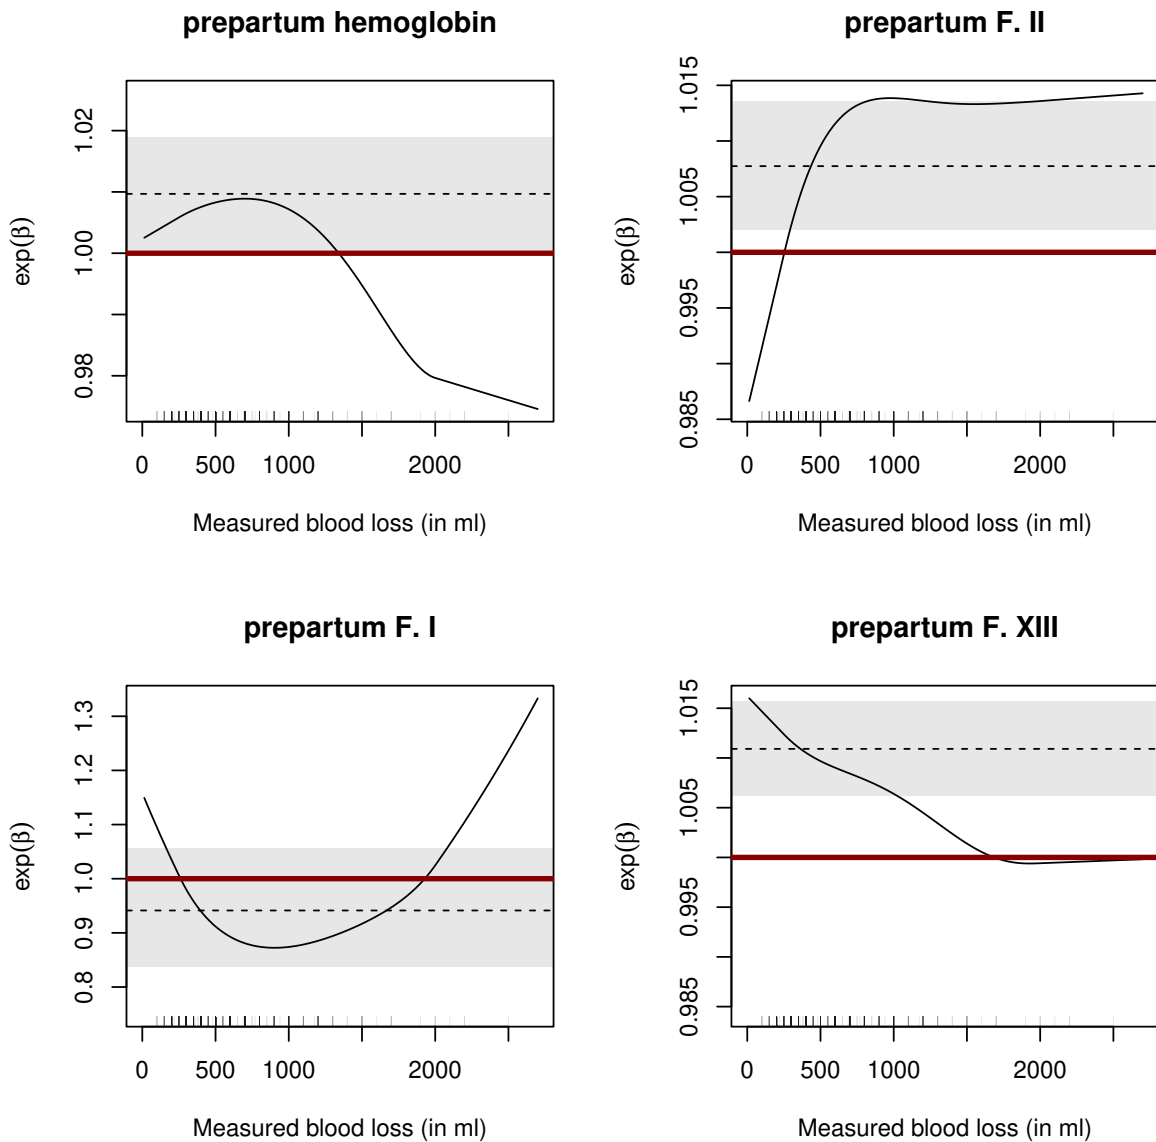 prepartum hemoglobin
exp(β)
1.02
1.00
0.98
0 500 1000 2000
Measured blood loss (in ml)
prepartum F. II
exp(β)
1.015
1.005
0.995
0.985
0 500 1000 2000
Measured blood loss (in ml)
prepartum F. I
exp(β)
1.3
1.2
1.1
1.0
0.9
0.8
0 500 1000 2000
Measured blood loss (in ml)
prepartum F. XIII
exp(β)
1.015
1.005
0.995
0.985
0 500 1000 2000
Measured blood loss (in ml)